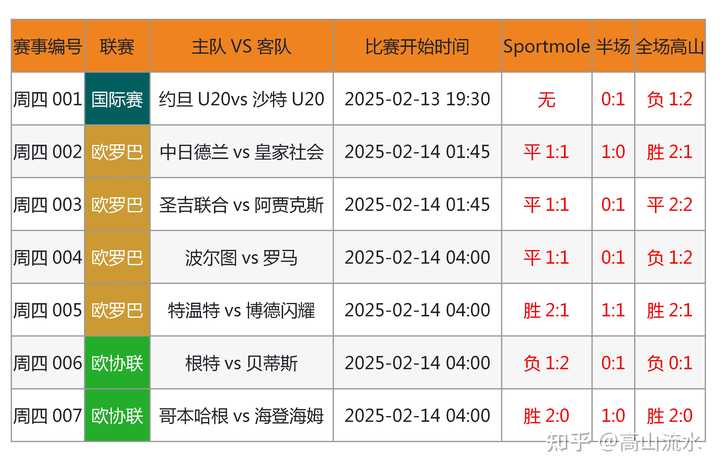 赛事编号 联赛 主队 VS 客队 比赛开始时间 Sportmole 半场 全场高山
周四 001 国际赛 约旦 U20vs 沙特 U20 2025-02-13 19:30 无 0:1 负 1:2
周四 002 欧罗巴 中日德兰 vs 皇家社会 2025-02-14 01:45 平 1:1 1:0 胜 2:1
周四 003 欧罗巴 圣吉联合 vs 阿贾克斯 2025-02-14 01:45 平 1:1 0:1 平 2:2
周四 004 欧罗巴 波尔图 vs 罗马 2025-02-14 04:00 平 1:1 0:1 负 1:2
周四 005 欧罗巴 特温特 vs 博德闪耀 2025-02-14 04:00 胜 2:1 1:1 胜 2:1
周四 006 欧协联 根特 vs 贝蒂斯 2025-02-14 04:00 负 1:2 0:1 负 0:1
周四 007 欧协联 哥本哈根 vs 海登海姆 2025-02-14 04:00 胜 2:0 1:0 胜 2:0
知乎 @高山流水